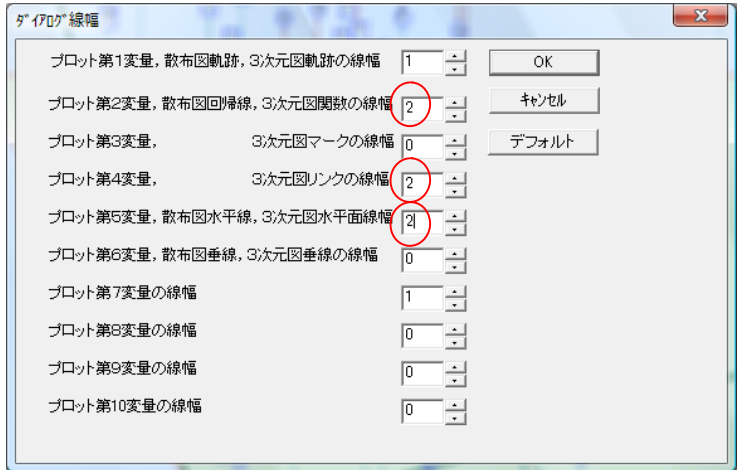 ﾀﾞｲｱﾛｸﾞ線幅
プロット第1変量, 散布図軌跡, 3次元図軌跡の線幅 1 OK
プロット第2変量, 散布図回帰線, 3次元図関数の線幅 2 ｷｬﾝｾﾙ
プロット第3変量, 3次元図マークの線幅 0 デフォルト
プロット第4変量, 3次元図リンクの線幅 2
プロット第5変量, 散布図水平線, 3次元図水平面線幅 2
プロット第6変量, 散布図垂線, 3次元図垂線の線幅 0
プロット第7変量の線幅 1
プロット第8変量の線幅 0
プロット第9変量の線幅 0
プロット第10変量の線幅 0